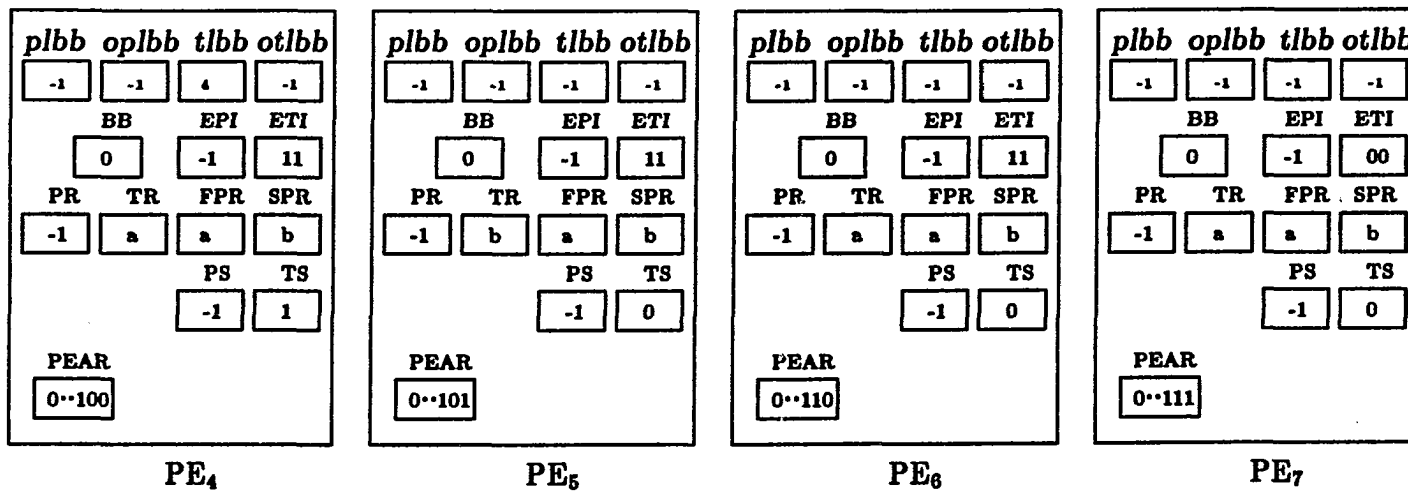 plbb oplbb tlbb otlbb plbb oplbb tlbb otlbb plbb oplbb tlbb otlbb plbb oplbb tlbb otlbb
-1 -1 4 -1 -1 -1 -1 -1 -1 -1 -1 -1 -1 -1 -1 -1
BB EPI ETI BB EPI ETI BB EPI ETI BB EPI ETI
0 -1 11 0 -1 11 0 -1 11 0 -1 00
PR TR FPR SPR PR TR FPR SPR PR TR FPR SPR PR TR FPR SPR
-1 a a b -1 b a b -1 a a b -1 a a b
PS TS PS TS PS TS PS TS
-1 1 -1 0 -1 0 -1 0
PEAR PEAR PEAR PEAR
0··100 0··101 0··110 0··111
PE₄ PE₅ PE₆ PE₇